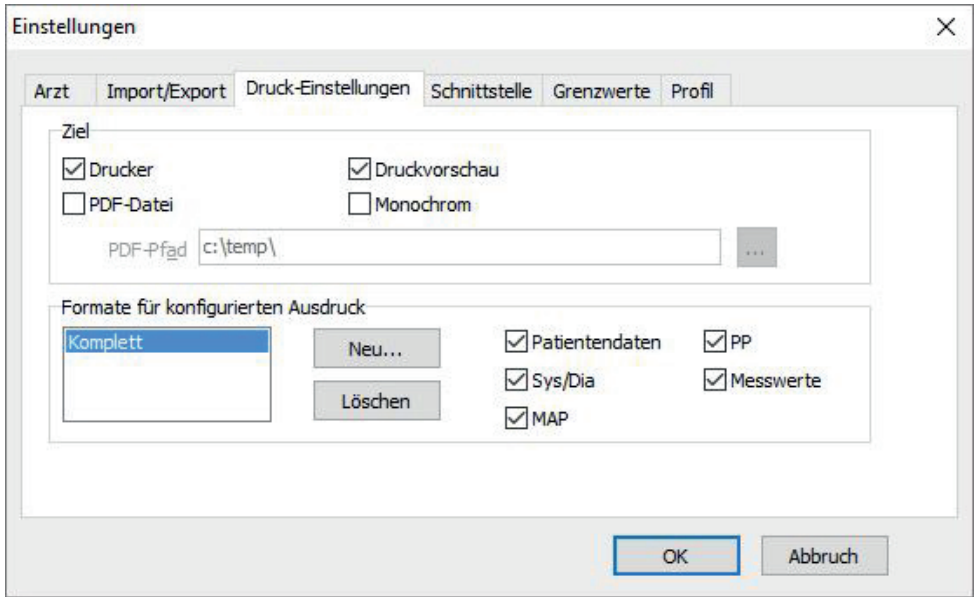 Einstellungen
Arzt Import/Export Druck-Einstellungen Schnittstelle Grenzwerte Profil
Ziel
Drucker Druckvorschau
PDF-Datei Monochrom
PDF-Pfad c:\temp\ ...
Formate für konfigurierten Ausdruck
Komplett Neu... Patientendaten PP
Löschen Sys/Dia Messwerte
MAP
OK Abbruch